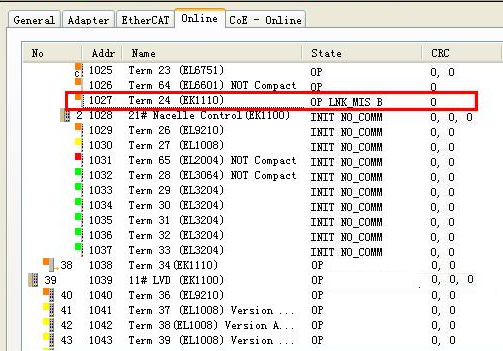 General Adapter EtherCAT Online CoE - Online
No Addr Name State CRC
1025 Term 23 (EL6751) OP 0, 0
1026 Term 64 (EL6601) NOT Compact OP 0
1027 Term 24 (EK1110) OP LNK_MIS B 0
2 1028 21# Nacelle Control(EK1100) INIT NO_COMM 0, 0, 0
1029 Term 26 (EL9210) INIT NO_COMM 0, 0
1030 Term 27 (EL1008) INIT NO_COMM 0, 0
1031 Term 65 (EL2004) NOT Compact INIT NO_COMM 0, 0
1032 Term 28 (EL3064) NOT Compact INIT NO_COMM 0, 0
1033 Term 29 (EL3204) INIT NO_COMM 0, 0
1034 Term 30 (EL3204) INIT NO_COMM 0, 0
1035 Term 31 (EL3204) INIT NO_COMM 0, 0
1036 Term 32 (EL3204) INIT NO_COMM 0, 0
1037 Term 33 (EL3204) INIT NO_COMM 0, 0
38 1038 Term 34(EK1110) OP 0
39 1039 11# LVD (EK1100) OP 0, 0, 0
40 1040 Term 36 (EL9210) OP 0, 0
41 1041 Term 37 (EL1008) Version ... OP 0, 0
42 1042 Term 38(EL1008) Version A... OP 0, 0
43 1043 Term 39 (EL1008) Version ... OP 0, 0